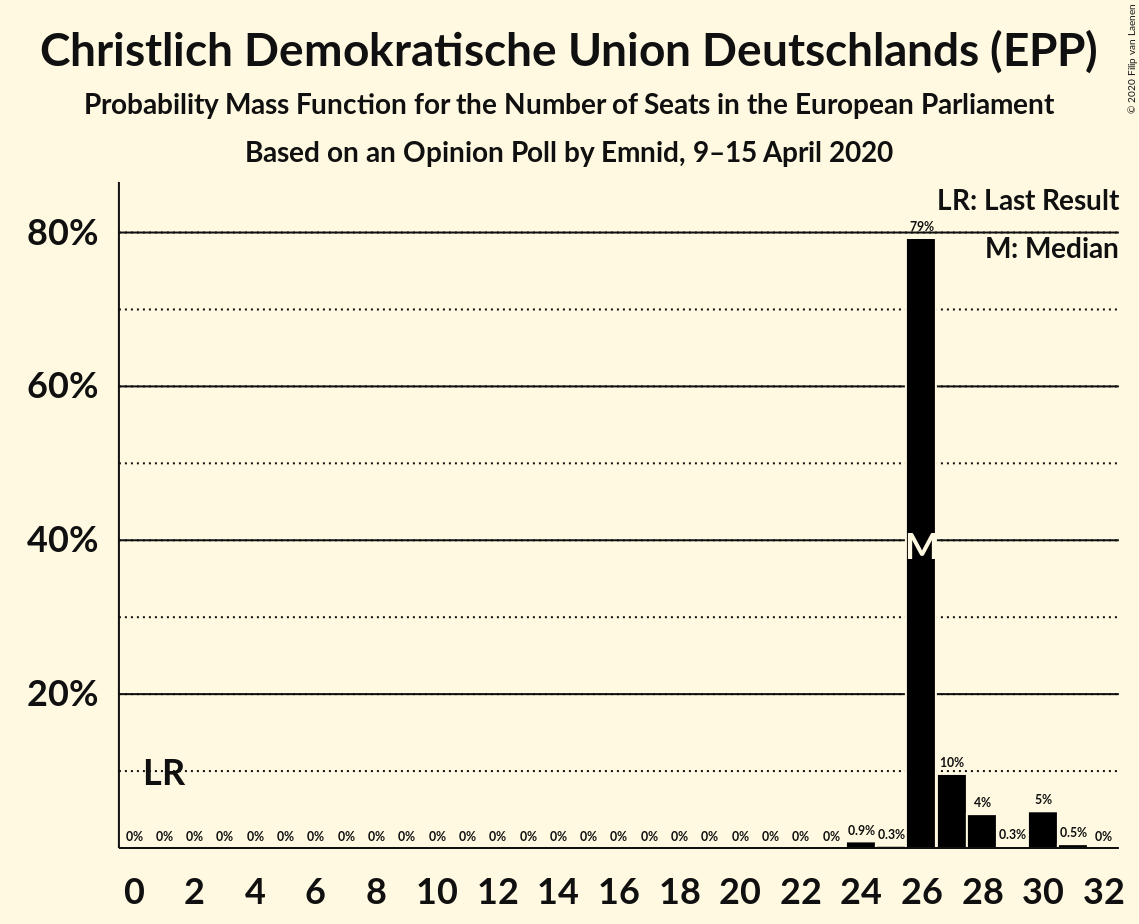 Christlich Demokratische Union Deutschlands (EPP)
Probability Mass Function for the Number of Seats in the European Parliament
Based on an Opinion Poll by Emnid, 9–15 April 2020
© 2020 Filip van Laenen
LR: Last Result
M: Median
80%
60%
40%
20%
79%
M
LR
10%
4%
5%
0% 0% 0% 0% 0% 0% 0% 0% 0% 0% 0% 0% 0% 0% 0% 0% 0% 0% 0% 0% 0% 0% 0% 0% 0.9% 0.3% 0.3% 0.5% 0%
0 2 4 6 8 10 12 14 16 18 20 22 24 26 28 30 32